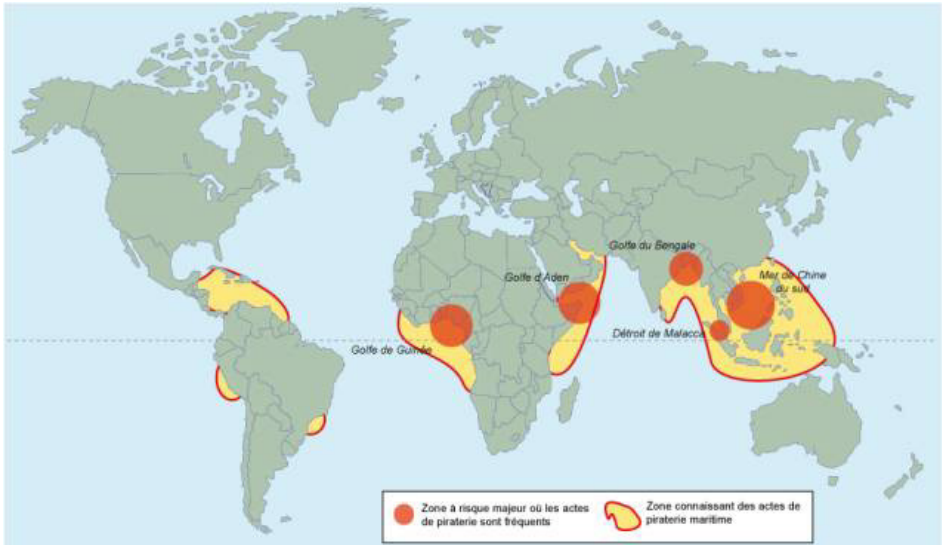 Golfe du Bengale
Golfe d'Aden
Mer de Chine
du sud
Détroit de Malacca
Golfe de Guinée
Zone à risque majeur où les actes
de piraterie sont fréquents
Zone connaissant des actes de
piraterie maritime